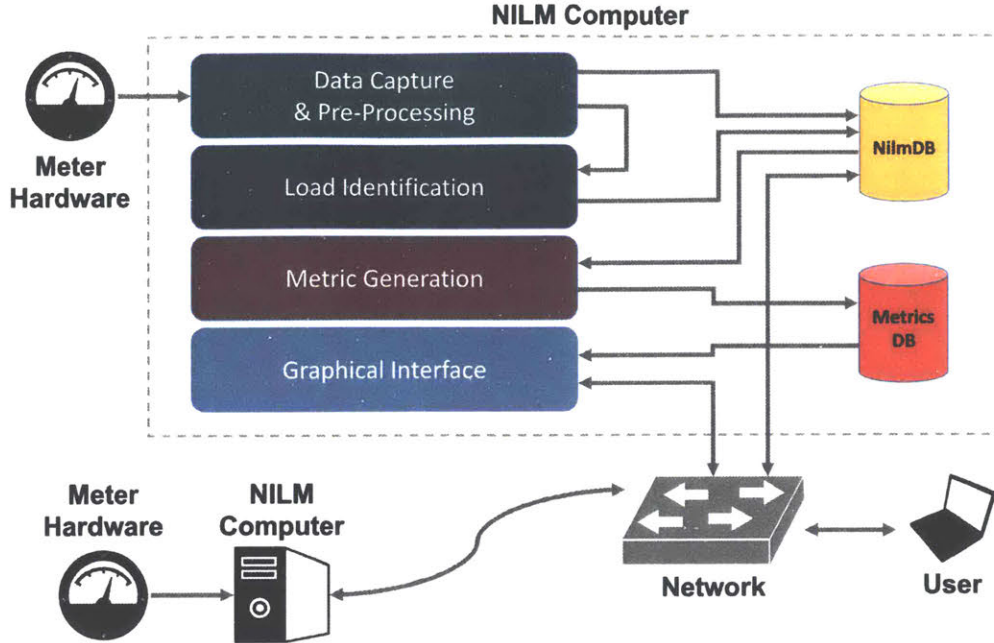 NILM Computer
Data Capture
& Pre-Processing
Meter
Hardware
Load Identification
NilmDB
Metric Generation
Metrics
DB
Graphical Interface
Meter
Hardware
NILM
Computer
Network
User